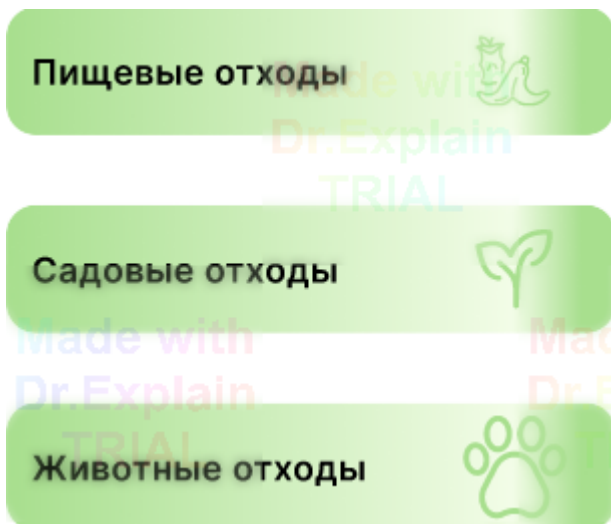 Пищевые отходы
Made with
Dr.Explain
TRIAL
Садовые отходы
Made with
Dr.Explain
TRIAL
Животные отходы